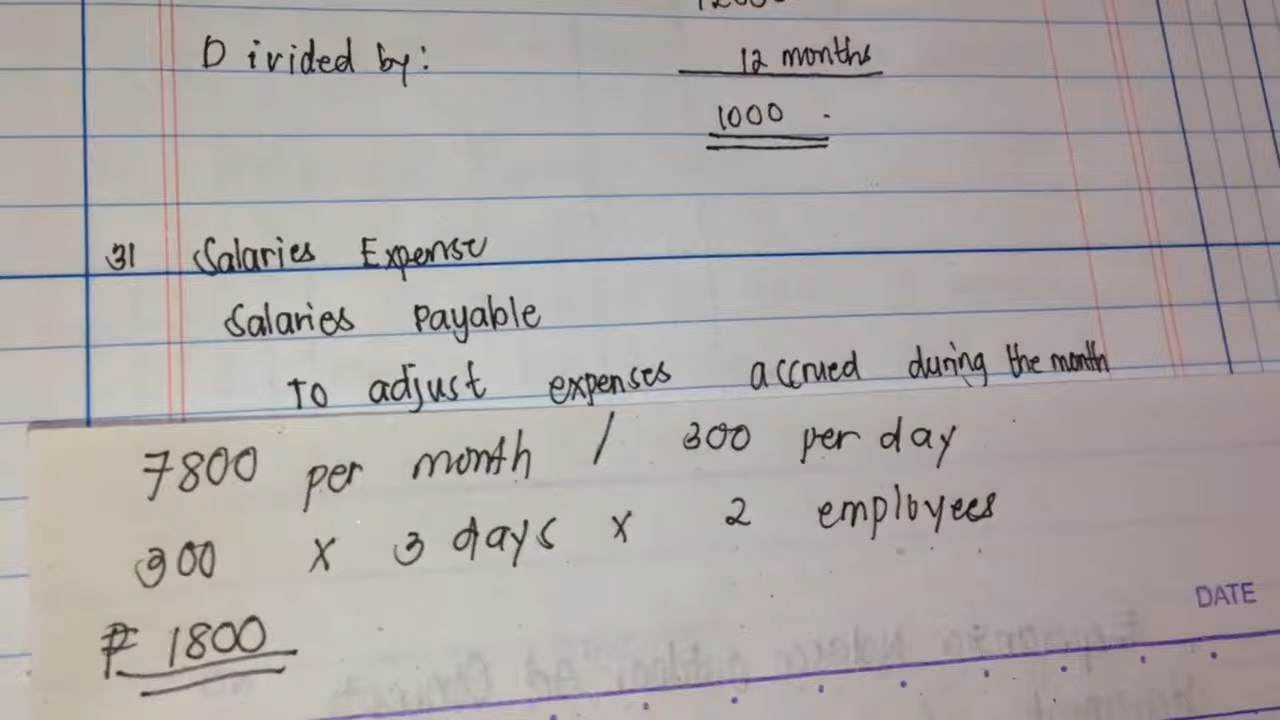 Divided by: 12 months
1000
31 Salaries Expense
Salaries Payable
To adjust expenses accrued during the month
7800 per month / 300 per day
300 x 3 days x 2 employees
₱ 1800
DATE